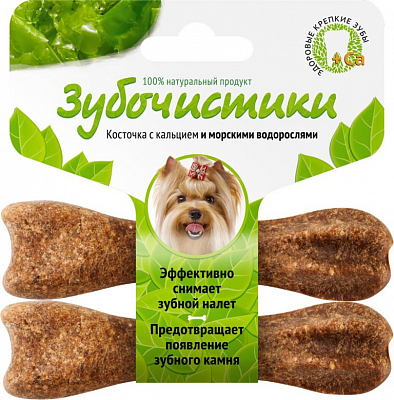 ЗДОРОВЫЕ КРЕПКИЕ ЗУБЫ
+Ca
100% натуральный продукт
Зубочистики
Косточка с кальцием и морскими водорослями
Эффективно
снимает
зубной налет
Предотвращает
появление
зубного камня